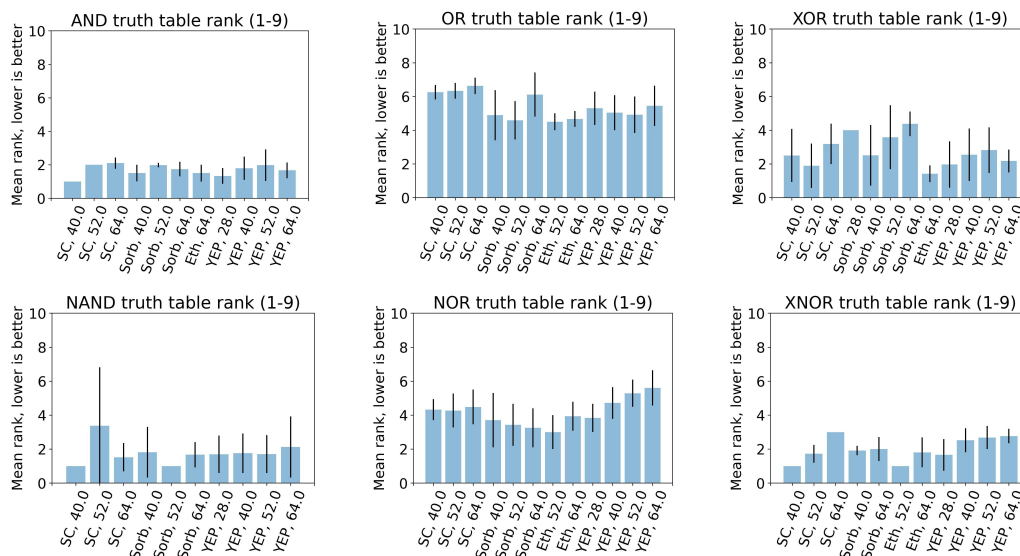 AND truth table rank (1-9)
Mean rank, lower is better
10
8
6
4
2
0
SC, 40.0
SC, 52.0
SC, 64.0
Sorb, 40.0
Sorb, 52.0
Sorb, 64.0
Eth, 64.0
YEP, 28.0
YEP, 40.0
YEP, 52.0
YEP, 64.0
OR truth table rank (1-9)
Mean rank, lower is better
10
8
6
4
2
0
SC, 40.0
SC, 52.0
SC, 64.0
Sorb, 40.0
Sorb, 52.0
Sorb, 64.0
Eth, 52.0
Eth, 64.0
YEP, 28.0
YEP, 40.0
YEP, 52.0
YEP, 64.0
XOR truth table rank (1-9)
Mean rank, lower is better
10
8
6
4
2
0
SC, 40.0
SC, 52.0
SC, 64.0
Sorb, 28.0
Sorb, 40.0
Sorb, 52.0
Sorb, 64.0
Eth, 64.0
YEP, 28.0
YEP, 40.0
YEP, 52.0
YEP, 64.0
NAND truth table rank (1-9)
Mean rank, lower is better
10
8
6
4
2
0
SC, 40.0
SC, 52.0
SC, 64.0
Sorb, 40.0
Sorb, 52.0
Sorb, 64.0
YEP, 28.0
YEP, 40.0
YEP, 52.0
YEP, 64.0
NOR truth table rank (1-9)
Mean rank, lower is better
10
8
6
4
2
0
SC, 40.0
SC, 52.0
SC, 64.0
Sorb, 40.0
Sorb, 52.0
Sorb, 64.0
Eth, 52.0
Eth, 64.0
YEP, 28.0
YEP, 40.0
YEP, 52.0
YEP, 64.0
XNOR truth table rank (1-9)
Mean rank, lower is better
10
8
6
4
2
0
SC, 40.0
SC, 52.0
SC, 64.0
Sorb, 40.0
Sorb, 64.0
Eth, 52.0
Eth, 64.0
YEP, 28.0
YEP, 40.0
YEP, 52.0
YEP, 64.0